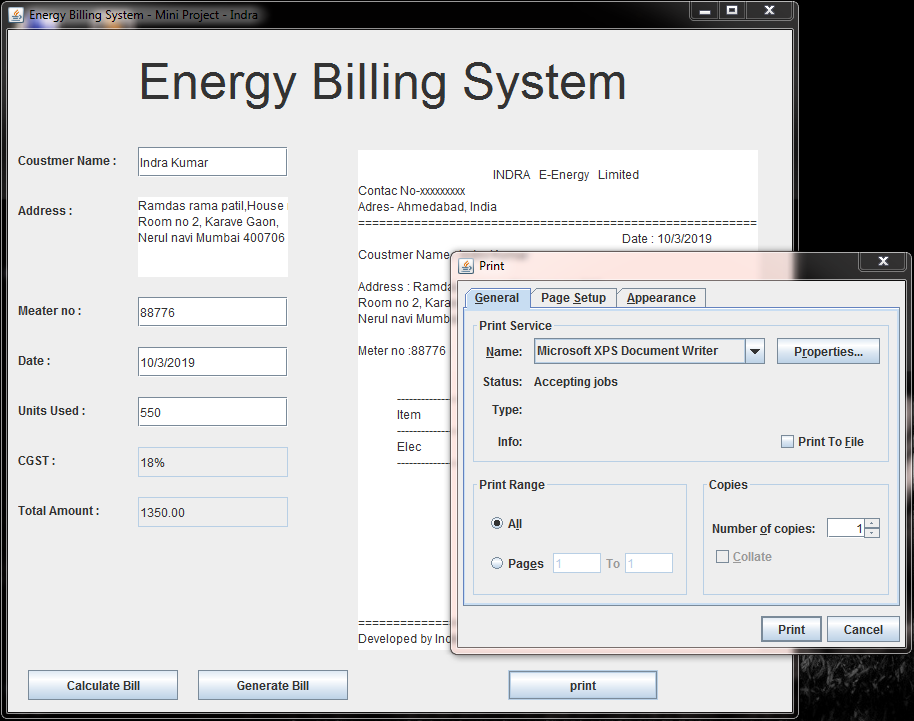 Energy Billing System - Mini Project - Indra
Energy Billing System
Coustmer Name :
Indra Kumar
Address :
Ramdas rama patil,House
Room no 2, Karave Gaon,
Nerul navi Mumbai 400706
Meater no :
88776
Date :
10/3/2019
Units Used :
550
CGST :
18%
Total Amount :
1350.00
Calculate Bill
Generate Bill
print
INDRA E-Energy Limited
Contac No-xxxxxxxxx
Adres- Ahmedabad, India
==================================================
Date : 10/3/2019
Coustmer Name
Address : Ramda
Room no 2, Kara
Nerul navi Mumb
Meter no :88776
---------------
Item
---------------
Elec
---------------
=============
Developed by Ind
Print
General
Page Setup
Appearance
Print Service
Name:
Microsoft XPS Document Writer
Properties...
Status:
Accepting jobs
Type:
Info:
Print To File
Print Range
All
Pages
1
To
1
Copies
Number of copies:
1
Collate
Print
Cancel